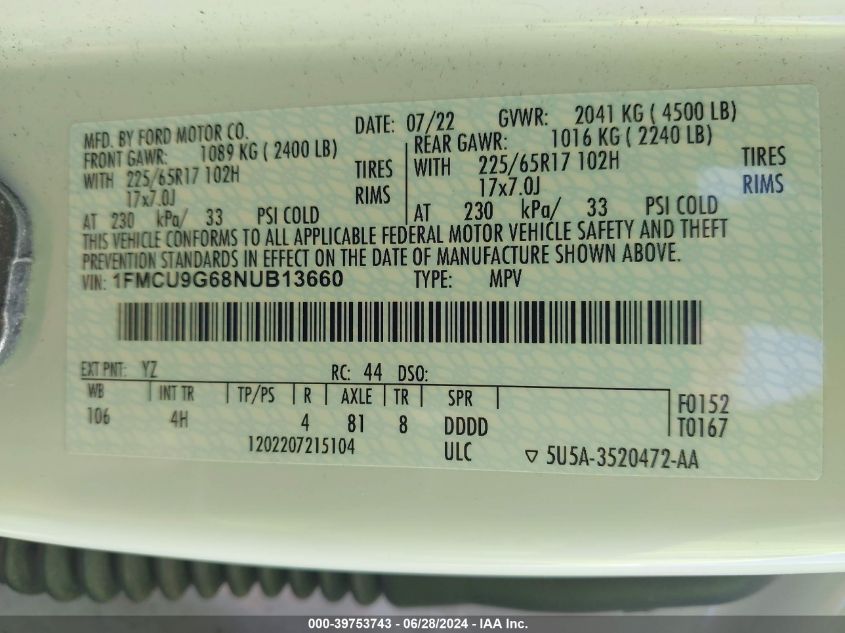 MFD. BY FORD MOTOR CO. DATE: 07/22 GVWR: 2041 KG ( 4500 LB)
FRONT GAWR: 1089 KG ( 2400 LB) REAR GAWR: 1016 KG ( 2240 LB)
WITH 225/65R17 102H TIRES WITH 225/65R17 102H TIRES
17x7.0J RIMS 17x7.0J RIMS
AT 230 kPa/ 33 PSI COLD AT 230 kPa/ 33 PSI COLD
THIS VEHICLE CONFORMS TO ALL APPLICABLE FEDERAL MOTOR VEHICLE SAFETY AND THEFT
PREVENTION STANDARDS IN EFFECT ON THE DATE OF MANUFACTURE SHOWN ABOVE.
VIN: 1FMCU9G68NUB13660 TYPE: MPV
EXT PNT: YZ RC: 44 DSO:
WB INT TR TP/PS R AXLE TR SPR F0152
106 4H 4 81 8 DDDD T0167
1202207215104 ULC ▽ 5U5A-3520472-AA
000-39753743 - 06/28/2024 - IAA, Inc.